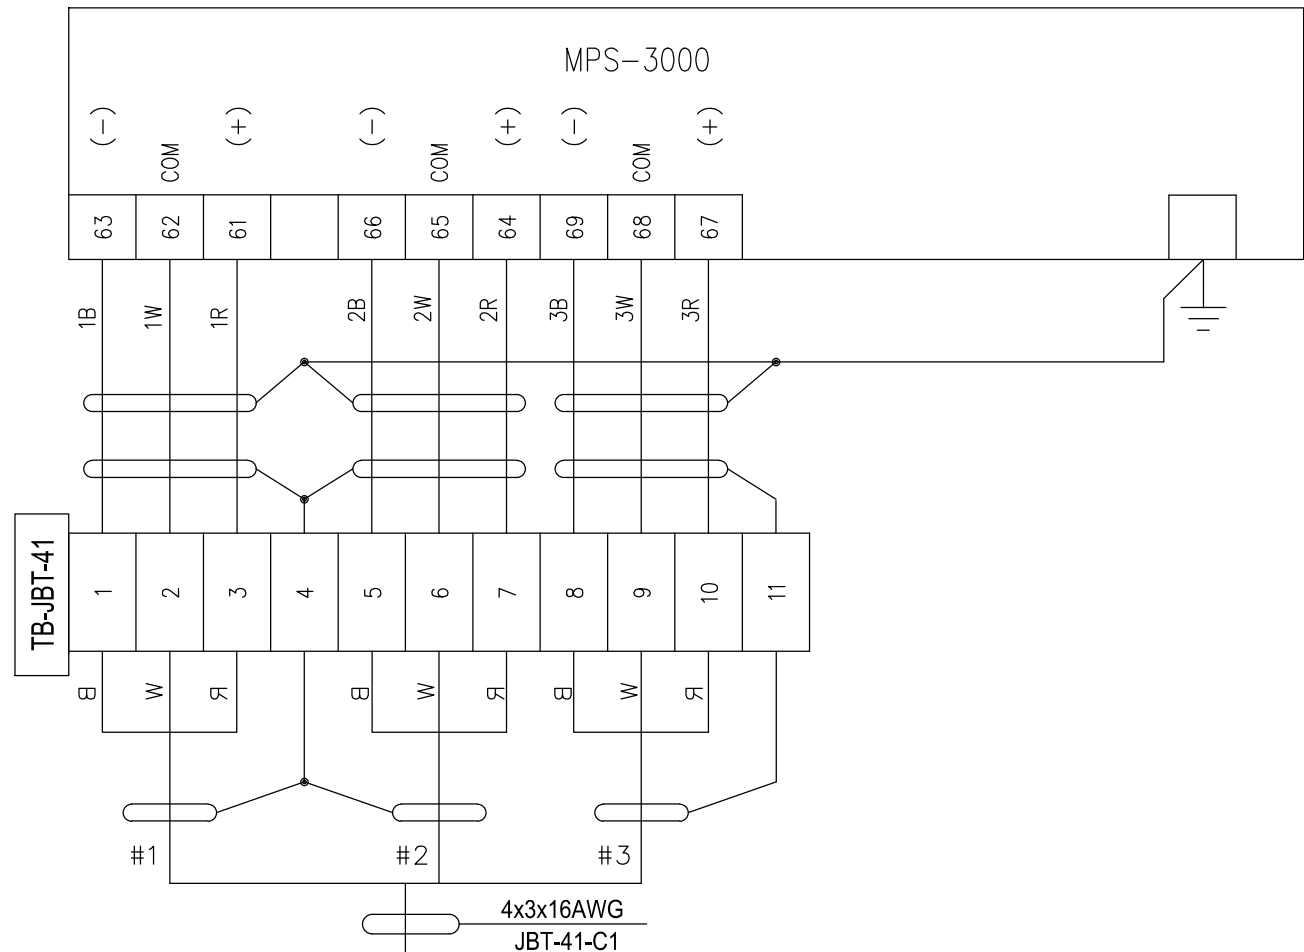 MPS-3000
(-) COM (+) (-) COM (+) (-) COM (+)
63 62 61 66 65 64 69 68 67
1B 1W 1R 2B 2W 2R 3B 3W 3R
TB-JBT-41
1 2 3 4 5 6 7 8 9 10 11
B W R B W R B W R
#1 #2 #3
4x3x16AWG
JBT-41-C1